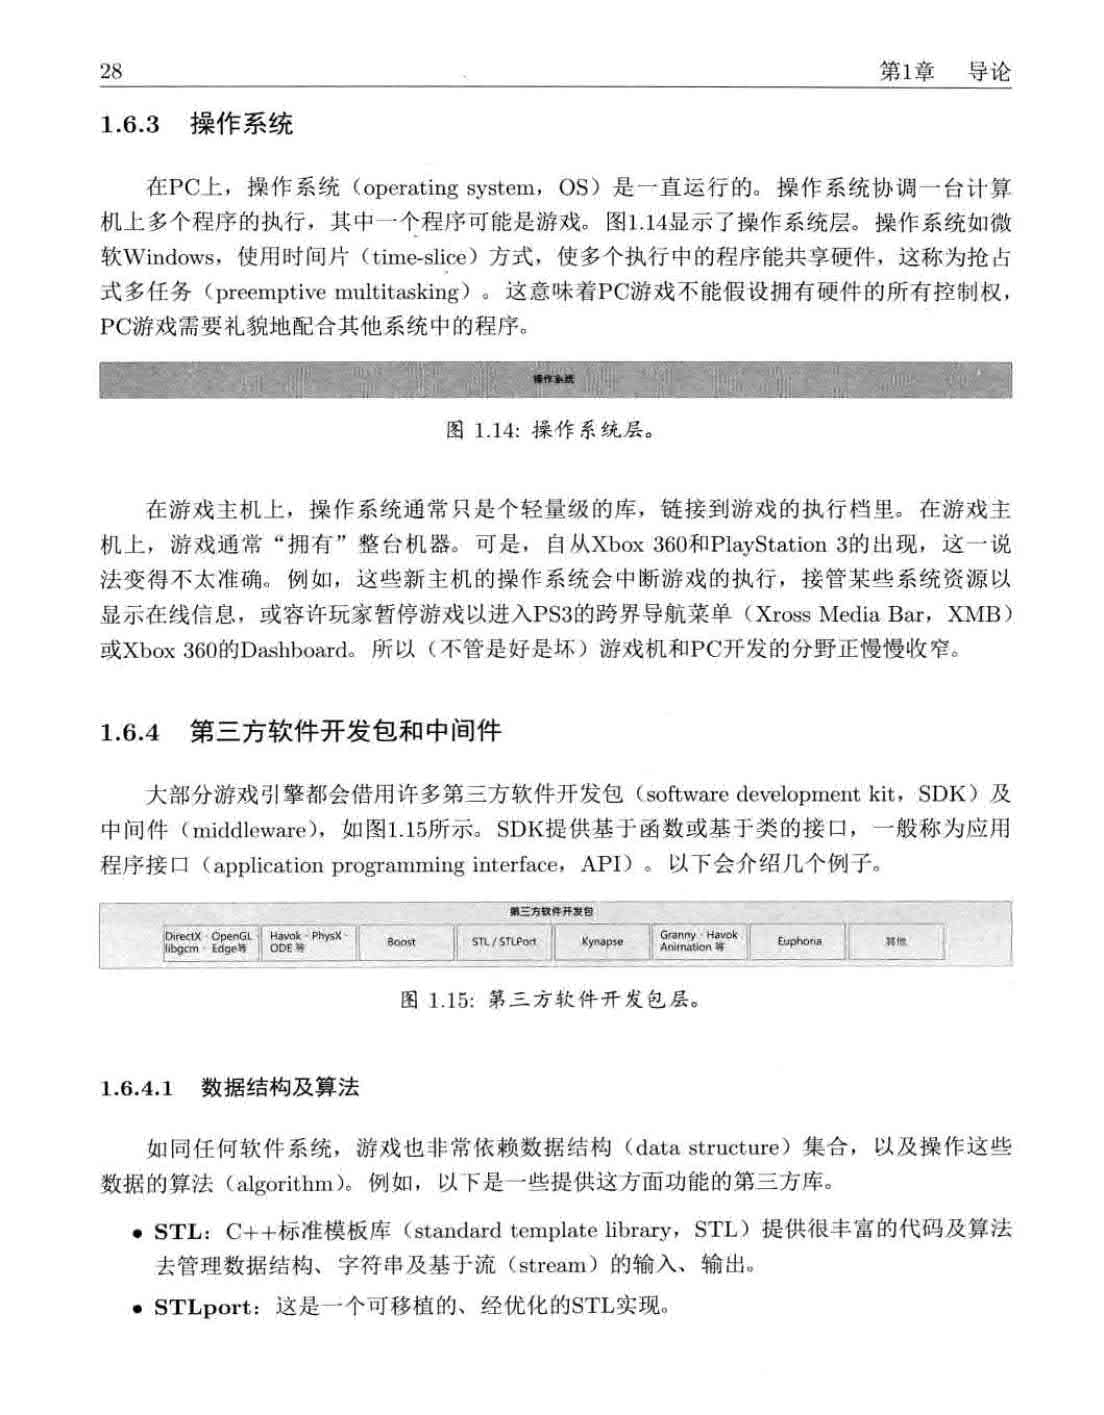 28
第1章 导论
1.6.3 操作系统
在PC上，操作系统（operating system，OS）是一直运行的。操作系统协调一台计算
机上多个程序的执行，其中一个程序可能是游戏。图1.14显示了操作系统层。操作系统如微
软Windows，使用时间片（time-slice）方式，使多个执行中的程序能共享硬件，这称为抢占
式多任务（preemptive multitasking）。这意味着PC游戏不能假设拥有硬件的所有控制权，
PC游戏需要礼貌地配合其他系统中的程序。
操作系统
图 1.14: 操作系统层。
在游戏主机上，操作系统通常只是个轻量级的库，链接到游戏的执行档里。在游戏主
机上，游戏通常“拥有”整台机器。可是，自从Xbox 360和PlayStation 3的出现，这一说
法变得不太准确。例如，这些新主机的操作系统会中断游戏的执行，接管某些系统资源以
显示在线信息，或容许玩家暂停游戏以进入PS3的跨界导航菜单（Xross Media Bar，XMB）
或Xbox 360的Dashboard。所以（不管是好是坏）游戏机和PC开发的分野正慢慢收窄。
1.6.4 第三方软件开发包和中间件
大部分游戏引擎都会借用许多第三方软件开发包（software development kit，SDK）及
中间件（middleware），如图1.15所示。SDK提供基于函数或基于类的接口，一般称为应用
程序接口（application programming interface，API）。以下会介绍几个例子。
第三方软件开发包
DirectX、OpenGL、
libgcm、Edge等
Havok、PhysX、
ODE 等
Boost
STL / STLPort
Kynapse
Granny、Havok
Animation 等
Euphoria
其他
图 1.15: 第三方软件开发包层。
1.6.4.1 数据结构及算法
如同任何软件系统，游戏也非常依赖数据结构（data structure）集合，以及操作这些
数据的算法（algorithm）。例如，以下是一些提供这方面功能的第三方库。
• STL：C++标准模板库（standard template library，STL）提供很丰富的代码及算法
去管理数据结构、字符串及基于流（stream）的输入、输出。
• STLport：这是一个可移植的、经优化的STL实现。